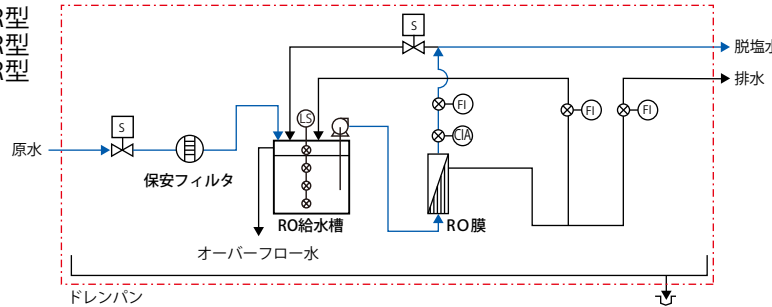 R型
R型
R型
S
脱塩水
排水
FI
FI
FI
S
LS
CIA
原水
保安フィルタ
RO給水槽
RO膜
オーバーフロー水
ドレンパン